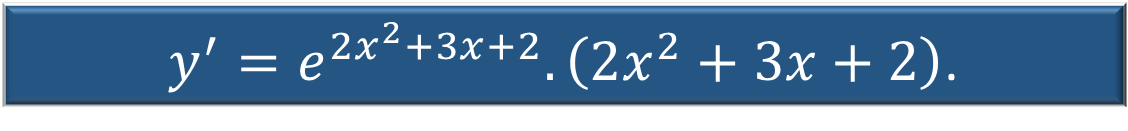 y′ = e^{2x²+3x+2}.(2x² + 3x + 2).